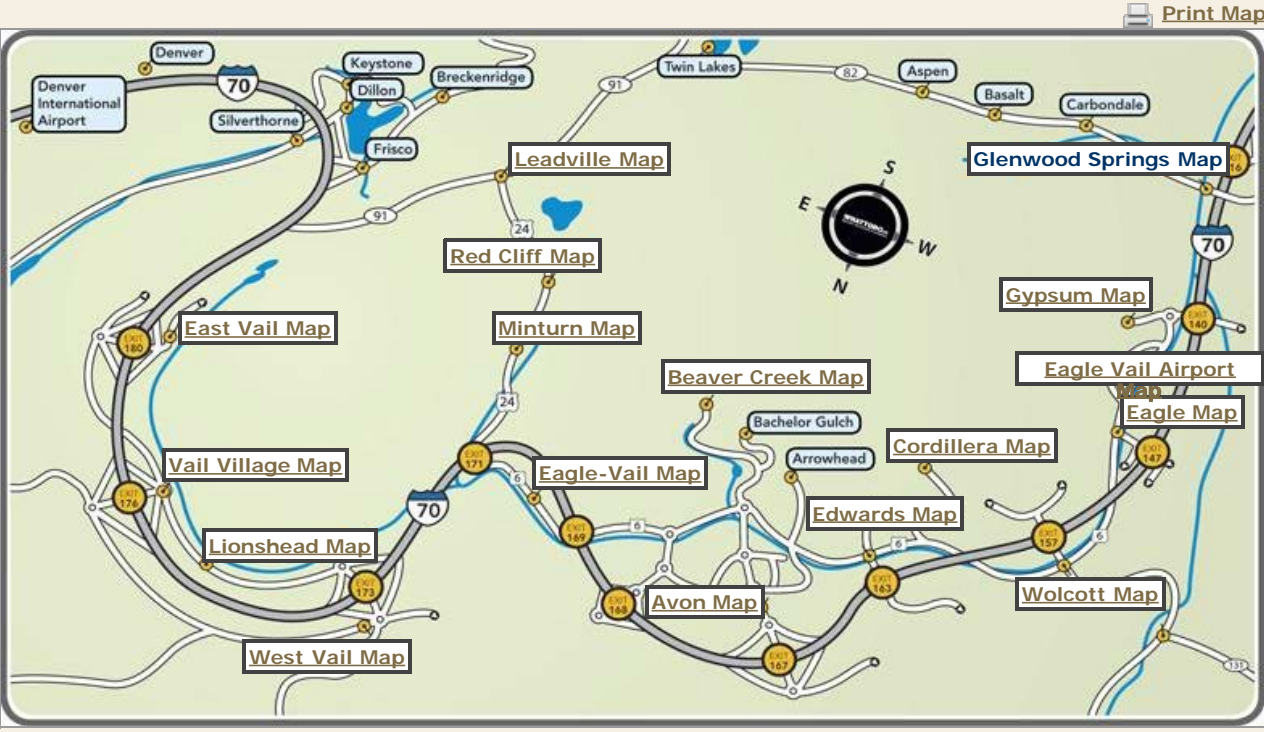 Print Map
Denver
Keystone
Breckenridge
Twin Lakes
82
Aspen
70
91
Denver
International
Airport
Dillon
Basalt
Carbondale
Silverthorne
Frisco
Leadville Map
Glenwood Springs Map
S
E
W
N
91
24
70
Red Cliff Map
Gypsum Map
East Vail Map
Minturn Map
EXIT
180
EXIT
140
Beaver Creek Map
Eagle Vail Airport
Map
24
Bachelor Gulch
Eagle Map
Cordillera Map
Vail Village Map
EXIT
171
Eagle-Vail Map
6
Arrowhead
EXIT
147
EXIT
176
70
Edwards Map
EXIT
169
6
6
EXIT
157
6
Lionshead Map
EXIT
173
EXIT
168
Avon Map
EXIT
163
Wolcott Map
West Vail Map
EXIT
167
131